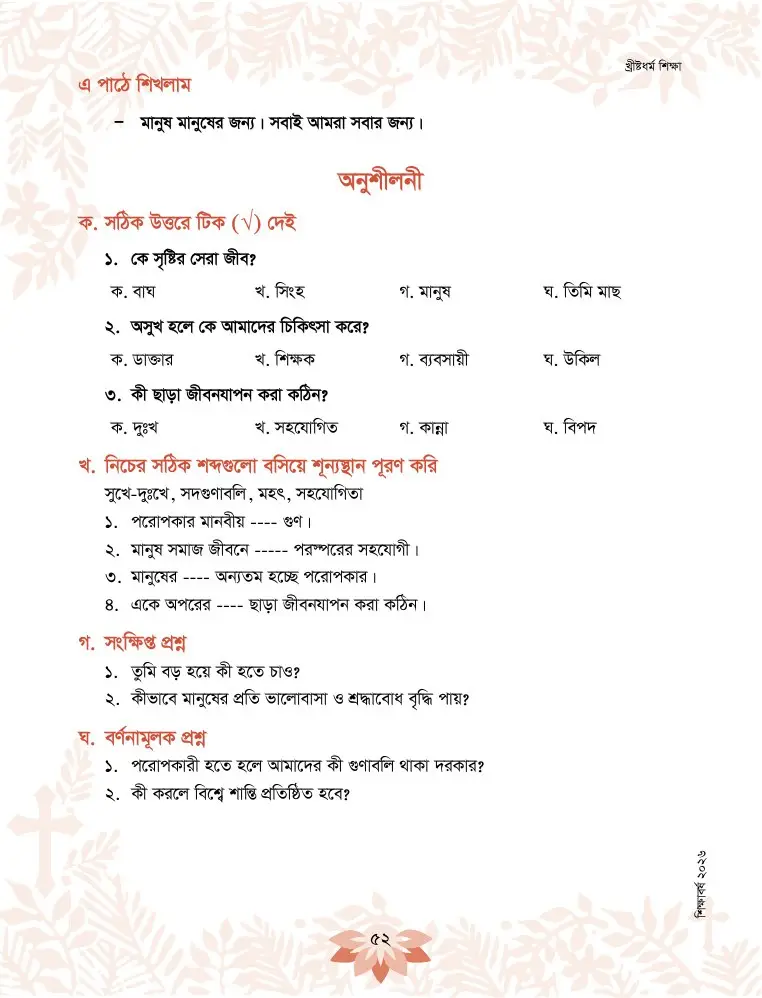 খ্রীষ্টধর্ম শিক্ষা
এ পাঠে শিখলাম
– মানুষ মানুষের জন্য। সবাই আমরা সবার জন্য।
অনুশীলনী
ক. সঠিক উত্তরে টিক (√) দেই
১. কে সৃষ্টির সেরা জীব?
ক. বাঘ খ. সিংহ গ. মানুষ ঘ. তিমি মাছ
২. অসুখ হলে কে আমাদের চিকিৎসা করে?
ক. ডাক্তার খ. শিক্ষক গ. ব্যবসায়ী ঘ. উকিল
৩. কী ছাড়া জীবনযাপন করা কঠিন?
ক. দুঃখ খ. সহযোগিত গ. কান্না ঘ. বিপদ
খ. নিচের সঠিক শব্দগুলো বসিয়ে শূন্যস্থান পূরণ করি
সুখে-দুঃখে, সদগুণাবলি, মহৎ, সহযোগিতা
১. পরোপকার মানবীয় ---- গুণ।
২. মানুষ সমাজ জীবনে ----- পরস্পরের সহযোগী।
৩. মানুষের ---- অন্যতম হচ্ছে পরোপকার।
৪. একে অপরের ---- ছাড়া জীবনযাপন করা কঠিন।
গ. সংক্ষিপ্ত প্রশ্ন
১. তুমি বড় হয়ে কী হতে চাও?
২. কীভাবে মানুষের প্রতি ভালোবাসা ও শ্রদ্ধাবোধ বৃদ্ধি পায়?
ঘ. বর্ণনামূলক প্রশ্ন
১. পরোপকারী হতে হলে আমাদের কী গুণাবলি থাকা দরকার?
২. কী করলে বিশ্বে শান্তি প্রতিষ্ঠিত হবে?
শিক্ষাবর্ষ ২০২৬
৫২